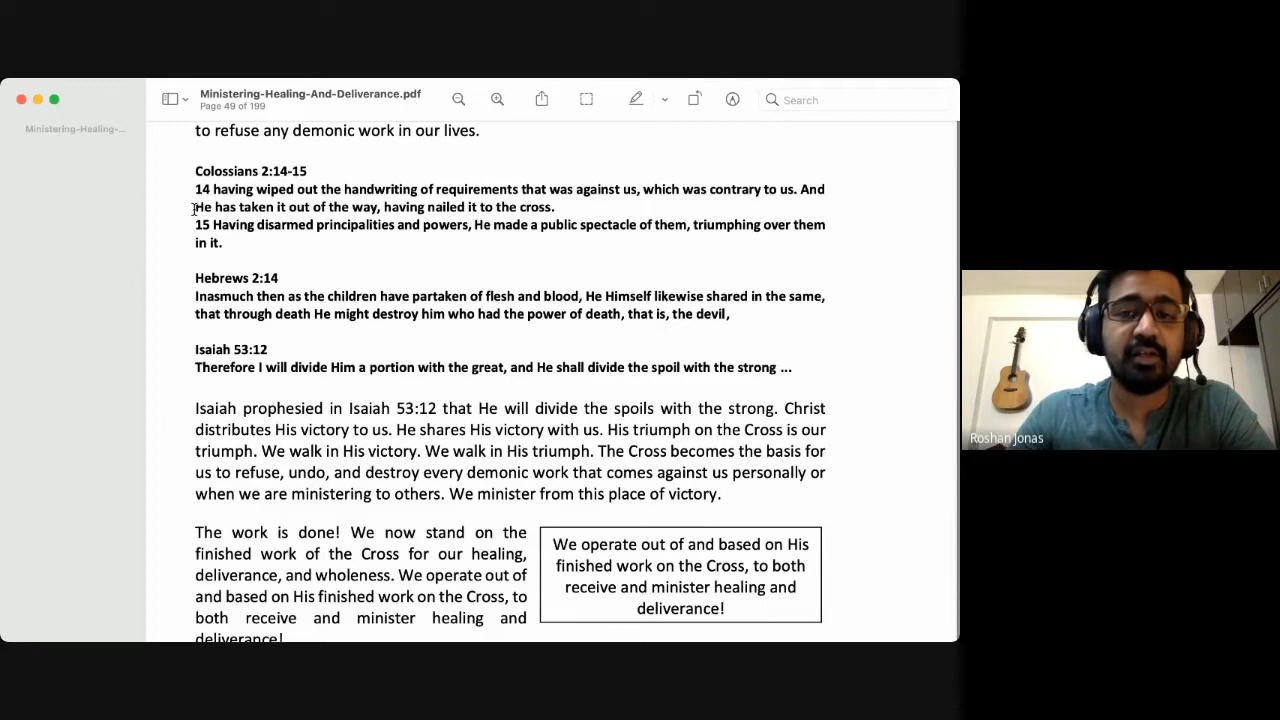 Ministering-Healing-And-Deliverance.pdf
Page 49 of 199
Search
Ministering-Healing-...
to refuse any demonic work in our lives.
Colossians 2:14-15
14 having wiped out the handwriting of requirements that was against us, which was contrary to us. And
He has taken it out of the way, having nailed it to the cross.
15 Having disarmed principalities and powers, He made a public spectacle of them, triumphing over them
in it.
Hebrews 2:14
Inasmuch then as the children have partaken of flesh and blood, He Himself likewise shared in the same,
that through death He might destroy him who had the power of death, that is, the devil,
Isaiah 53:12
Therefore I will divide Him a portion with the great, and He shall divide the spoil with the strong ...
Isaiah prophesied in Isaiah 53:12 that He will divide the spoils with the strong. Christ
distributes His victory to us. He shares His victory with us. His triumph on the Cross is our
triumph. We walk in His victory. We walk in His triumph. The Cross becomes the basis for
us to refuse, undo, and destroy every demonic work that comes against us personally or
when we are ministering to others. We minister from this place of victory.
The work is done! We now stand on the
finished work of the Cross for our healing,
deliverance, and wholeness. We operate out of
and based on His finished work on the Cross, to
both receive and minister healing and
deliverance!
We operate out of and based on His
finished work on the Cross, to both
receive and minister healing and
deliverance!
Roshan Jonas